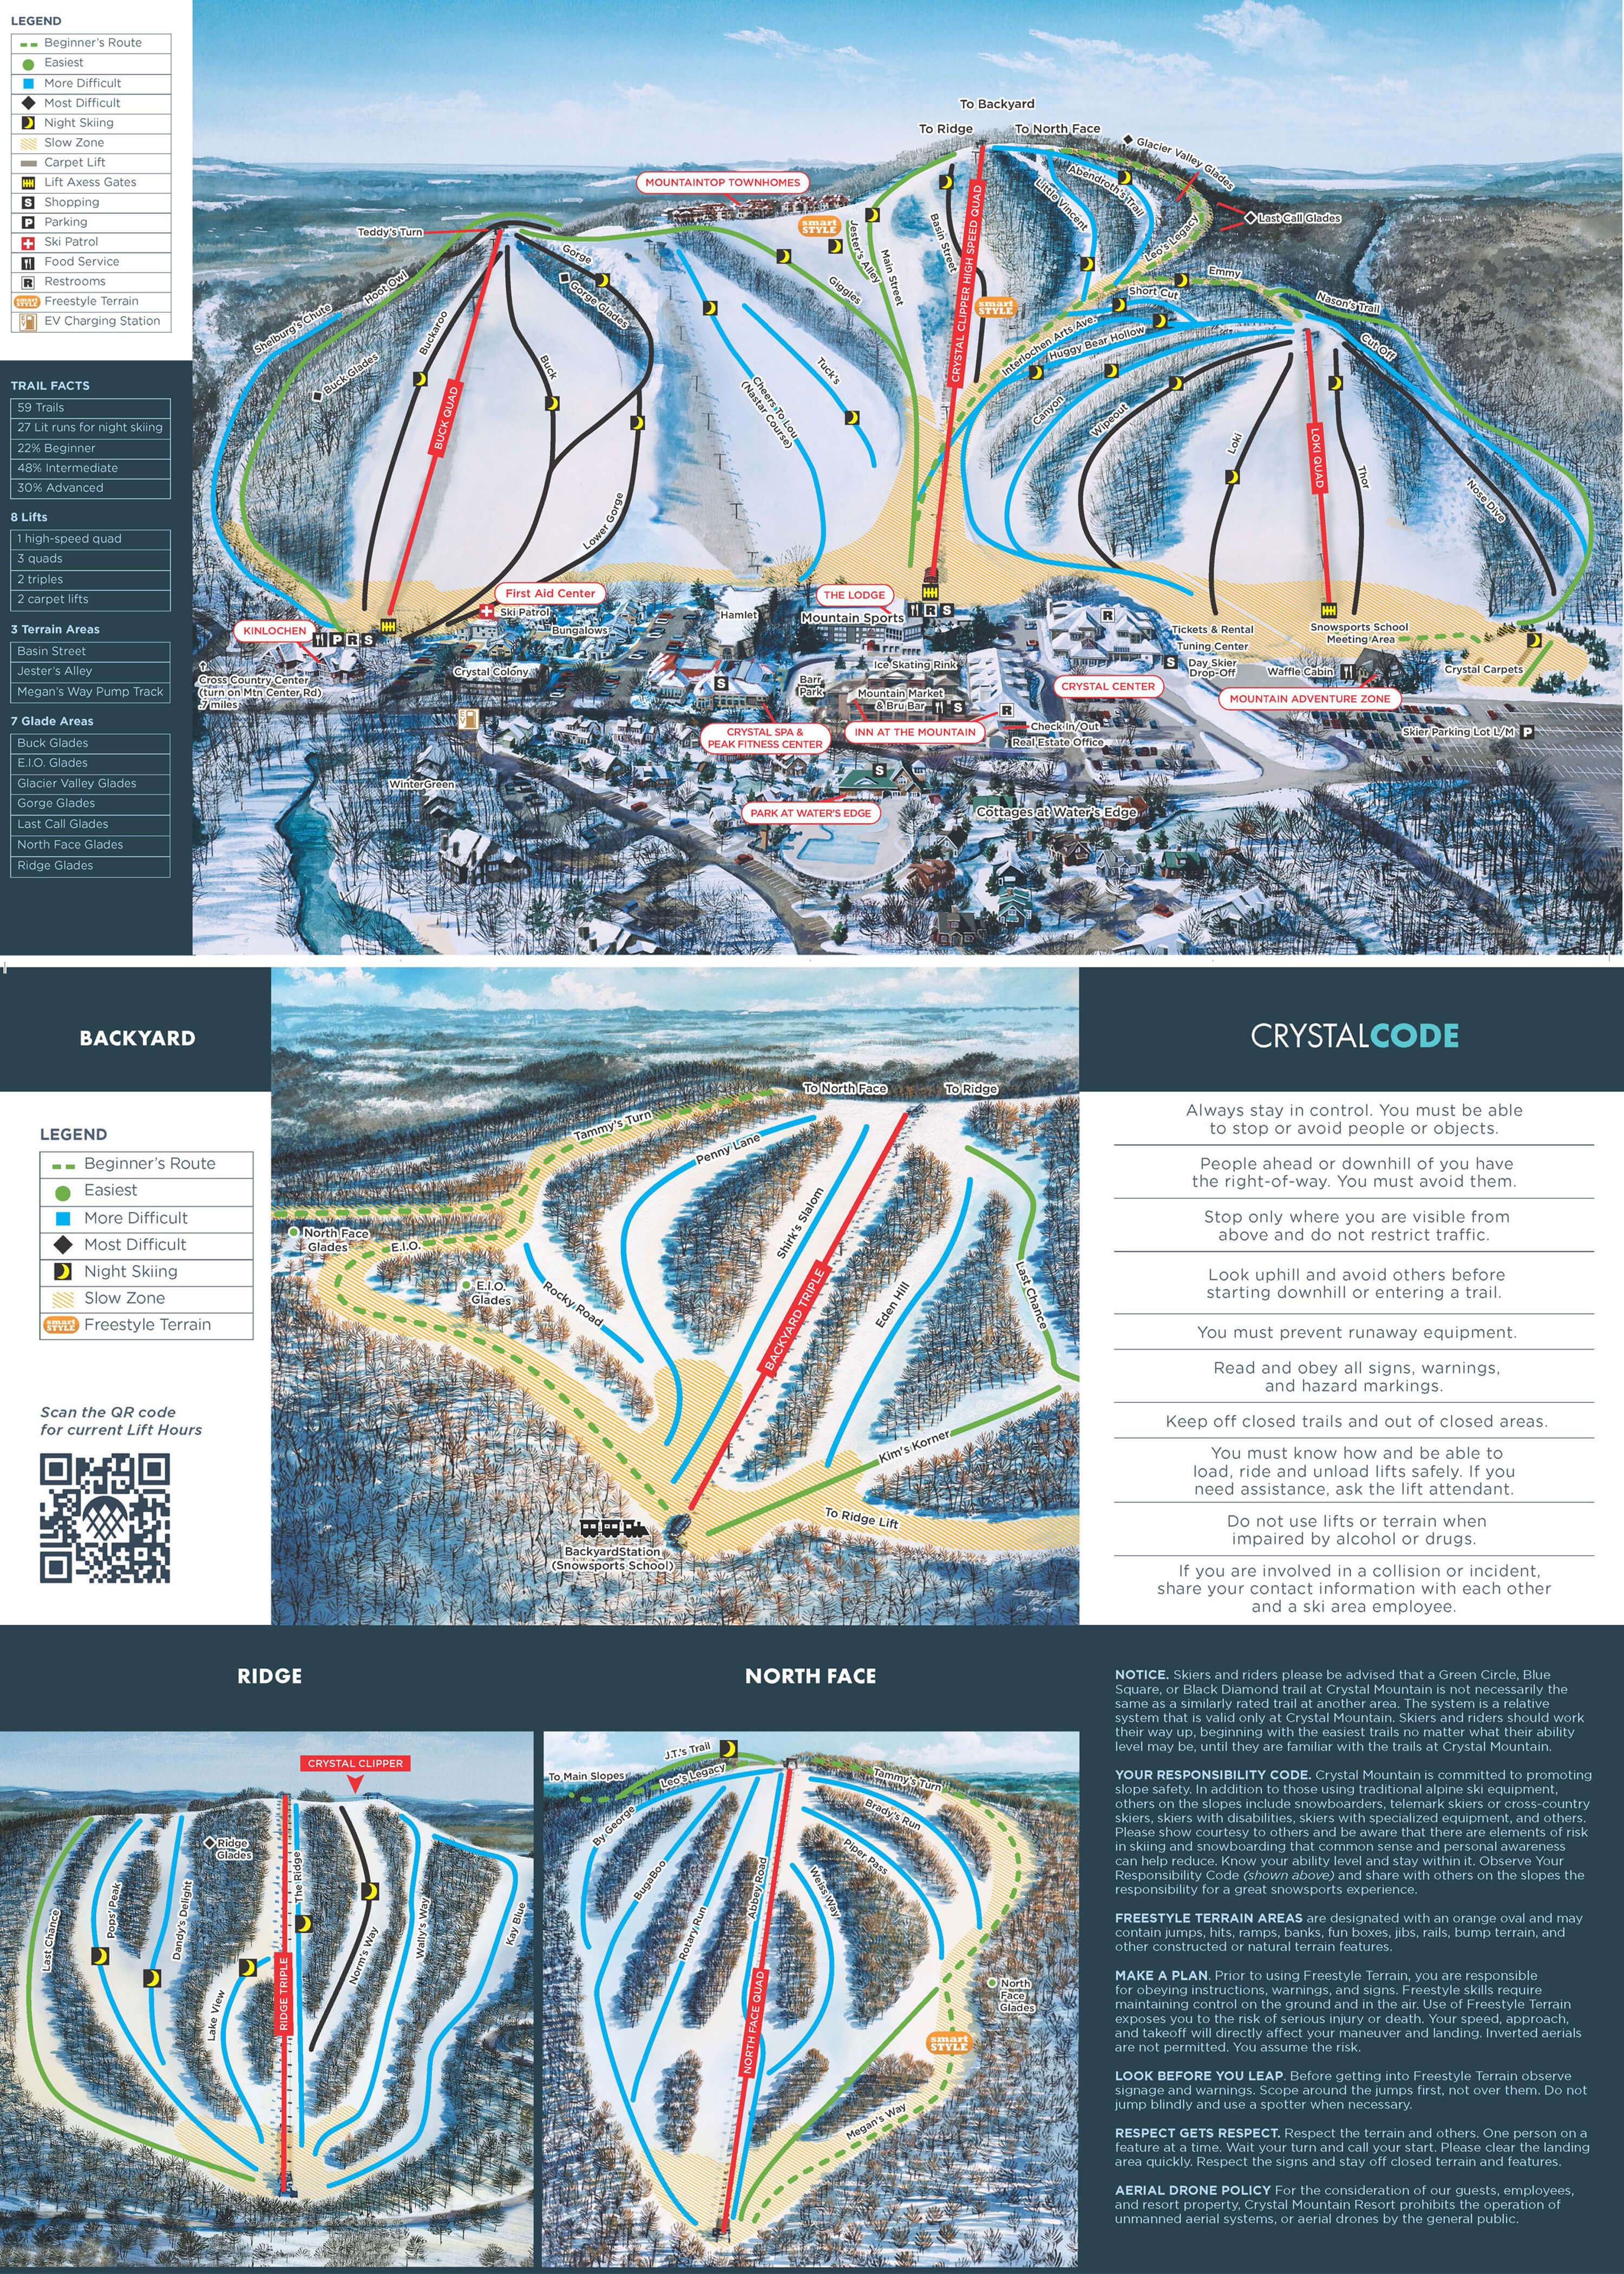 LEGEND
Beginner's Route
Easiest
More Difficult
Most Difficult
Night Skiing
Slow Zone
Carpet Lift
Lift Axess Gates
S Shopping
P Parking
Ski Patrol
Food Service
R Restrooms
smart STYLE Freestyle Terrain
EV Charging Station
TRAIL FACTS
59 Trails
27 Lit runs for night skiing
22% Beginner
48% Intermediate
30% Advanced
8 Lifts
1 high-speed quad
3 quads
2 triples
2 carpet lifts
3 Terrain Areas
Basin Street
Jester's Alley
Megan's Way Pump Track
7 Glade Areas
Buck Glades
E.I.O. Glades
Glacier Valley Glades
Gorge Glades
Last Call Glades
North Face Glades
Ridge Glades
To Backyard
To Ridge
To North Face
Glacier Valley Glades
Last Call Glades
MOUNTAINTOP TOWNHOMES
Teddy's Turn
Gorge
Gorge Glades
Hoot Owl
Shelburg's Chute
Buck Glades
Buckaroo
BUCK QUAD
Buck
Lower Gorge
Cheers To Lou
(Nastar Course)
Tuck's
Giggles
smart
STYLE
Jester's Alley
Main Street
Basin Street
CRYSTAL CLIPPER HIGH SPEED QUAD
smart
STYLE
Little Vincent
Abendroth's Trail
Leo's Legacy
Emmy
Short Cut
Nason's Trail
Interlochen Arts Ave.
Huggy Bear Hollow
Cut Off
Canyon
Wipeout
Loki
LOKI QUAD
Thor
Nose Dive
First Aid Center
Ski Patrol
KINLOCHEN
P R S
Cross Country Center
(turn on Mtn Center Rd)
.7 miles
Bungalows
Crystal Colony
Hamlet
THE LODGE
Mountain Sports
R S
R
S
Ice Skating Rink
Barr
Park
Mountain Market
& Bru Bar
S
R
CRYSTAL SPA &
PEAK FITNESS CENTER
INN AT THE MOUNTAIN
Check In/Out
Real Estate Office
CRYSTAL CENTER
Tickets & Rental
Tuning Center
S
Day Skier
Drop-Off
Waffle Cabin
Snowsports School
Meeting Area
MOUNTAIN ADVENTURE ZONE
Crystal Carpets
Skier Parking Lot L/M P
WinterGreen
S
PARK AT WATER'S EDGE
Cottages at Water's Edge
BACKYARD
LEGEND
Beginner's Route
Easiest
More Difficult
Most Difficult
Night Skiing
Slow Zone
smart STYLE Freestyle Terrain
Scan the QR code
for current Lift Hours
To North Face
To Ridge
Tammy's Turn
Penny Lane
Shirk's Slalom
BACKYARD TRIPLE
North Face
Glades
E.I.O.
E.I.O.
Glades
Rocky Road
Eden Hill
Last Chance
Kim's Korner
To Ridge Lift
BackyardStation
(Snowsports School)
CRYSTALCODE
Always stay in control. You must be able
to stop or avoid people or objects.
People ahead or downhill of you have
the right-of-way. You must avoid them.
Stop only where you are visible from
above and do not restrict traffic.
Look uphill and avoid others before
starting downhill or entering a trail.
You must prevent runaway equipment.
Read and obey all signs, warnings,
and hazard markings.
Keep off closed trails and out of closed areas.
You must know how and be able to
load, ride and unload lifts safely. If you
need assistance, ask the lift attendant.
Do not use lifts or terrain when
impaired by alcohol or drugs.
If you are involved in a collision or incident,
share your contact information with each other
and a ski area employee.
RIDGE
CRYSTAL CLIPPER
Last Chance
Pops' Peak
Dandy's Delight
Ridge
Glades
The Ridge
Lake View
RIDGE TRIPLE
Norm's Way
Wally's Way
Kay Blue
NORTH FACE
J.T.'s Trail
To Main Slopes
Leo's Legacy
By George
BugaBoo
Rotary Run
Abbey Road
NORTH FACE QUAD
Weiss Way
Piper Pass
Brady's Run
Tammy's Turn
North
Face
Glades
smart
STYLE
Megan's Way
NOTICE. Skiers and riders please be advised that a Green Circle, Blue
Square, or Black Diamond trail at Crystal Mountain is not necessarily the
same as a similarly rated trail at another area. The system is a relative
system that is valid only at Crystal Mountain. Skiers and riders should work
their way up, beginning with the easiest trails no matter what their ability
level may be, until they are familiar with the trails at Crystal Mountain.
YOUR RESPONSIBILITY CODE. Crystal Mountain is committed to promoting
slope safety. In addition to those using traditional alpine ski equipment,
others on the slopes include snowboarders, telemark skiers or cross-country
skiers, skiers with disabilities, skiers with specialized equipment, and others.
Please show courtesy to others and be aware that there are elements of risk
in skiing and snowboarding that common sense and personal awareness
can help reduce. Know your ability level and stay within it. Observe Your
Responsibility Code (shown above) and share with others on the slopes the
responsibility for a great snowsports experience.
FREESTYLE TERRAIN AREAS are designated with an orange oval and may
contain jumps, hits, ramps, banks, fun boxes, jibs, rails, bump terrain, and
other constructed or natural terrain features.
MAKE A PLAN. Prior to using Freestyle Terrain, you are responsible
for obeying instructions, warnings, and signs. Freestyle skills require
maintaining control on the ground and in the air. Use of Freestyle Terrain
exposes you to the risk of serious injury or death. Your speed, approach,
and takeoff will directly affect your maneuver and landing. Inverted aerials
are not permitted. You assume the risk.
LOOK BEFORE YOU LEAP. Before getting into Freestyle Terrain observe
signage and warnings. Scope around the jumps first, not over them. Do not
jump blindly and use a spotter when necessary.
RESPECT GETS RESPECT. Respect the terrain and others. One person on a
feature at a time. Wait your turn and call your start. Please clear the landing
area quickly. Respect the signs and stay off closed terrain and features.
AERIAL DRONE POLICY For the consideration of our guests, employees,
and resort property, Crystal Mountain Resort prohibits the operation of
unmanned aerial systems, or aerial drones by the general public.